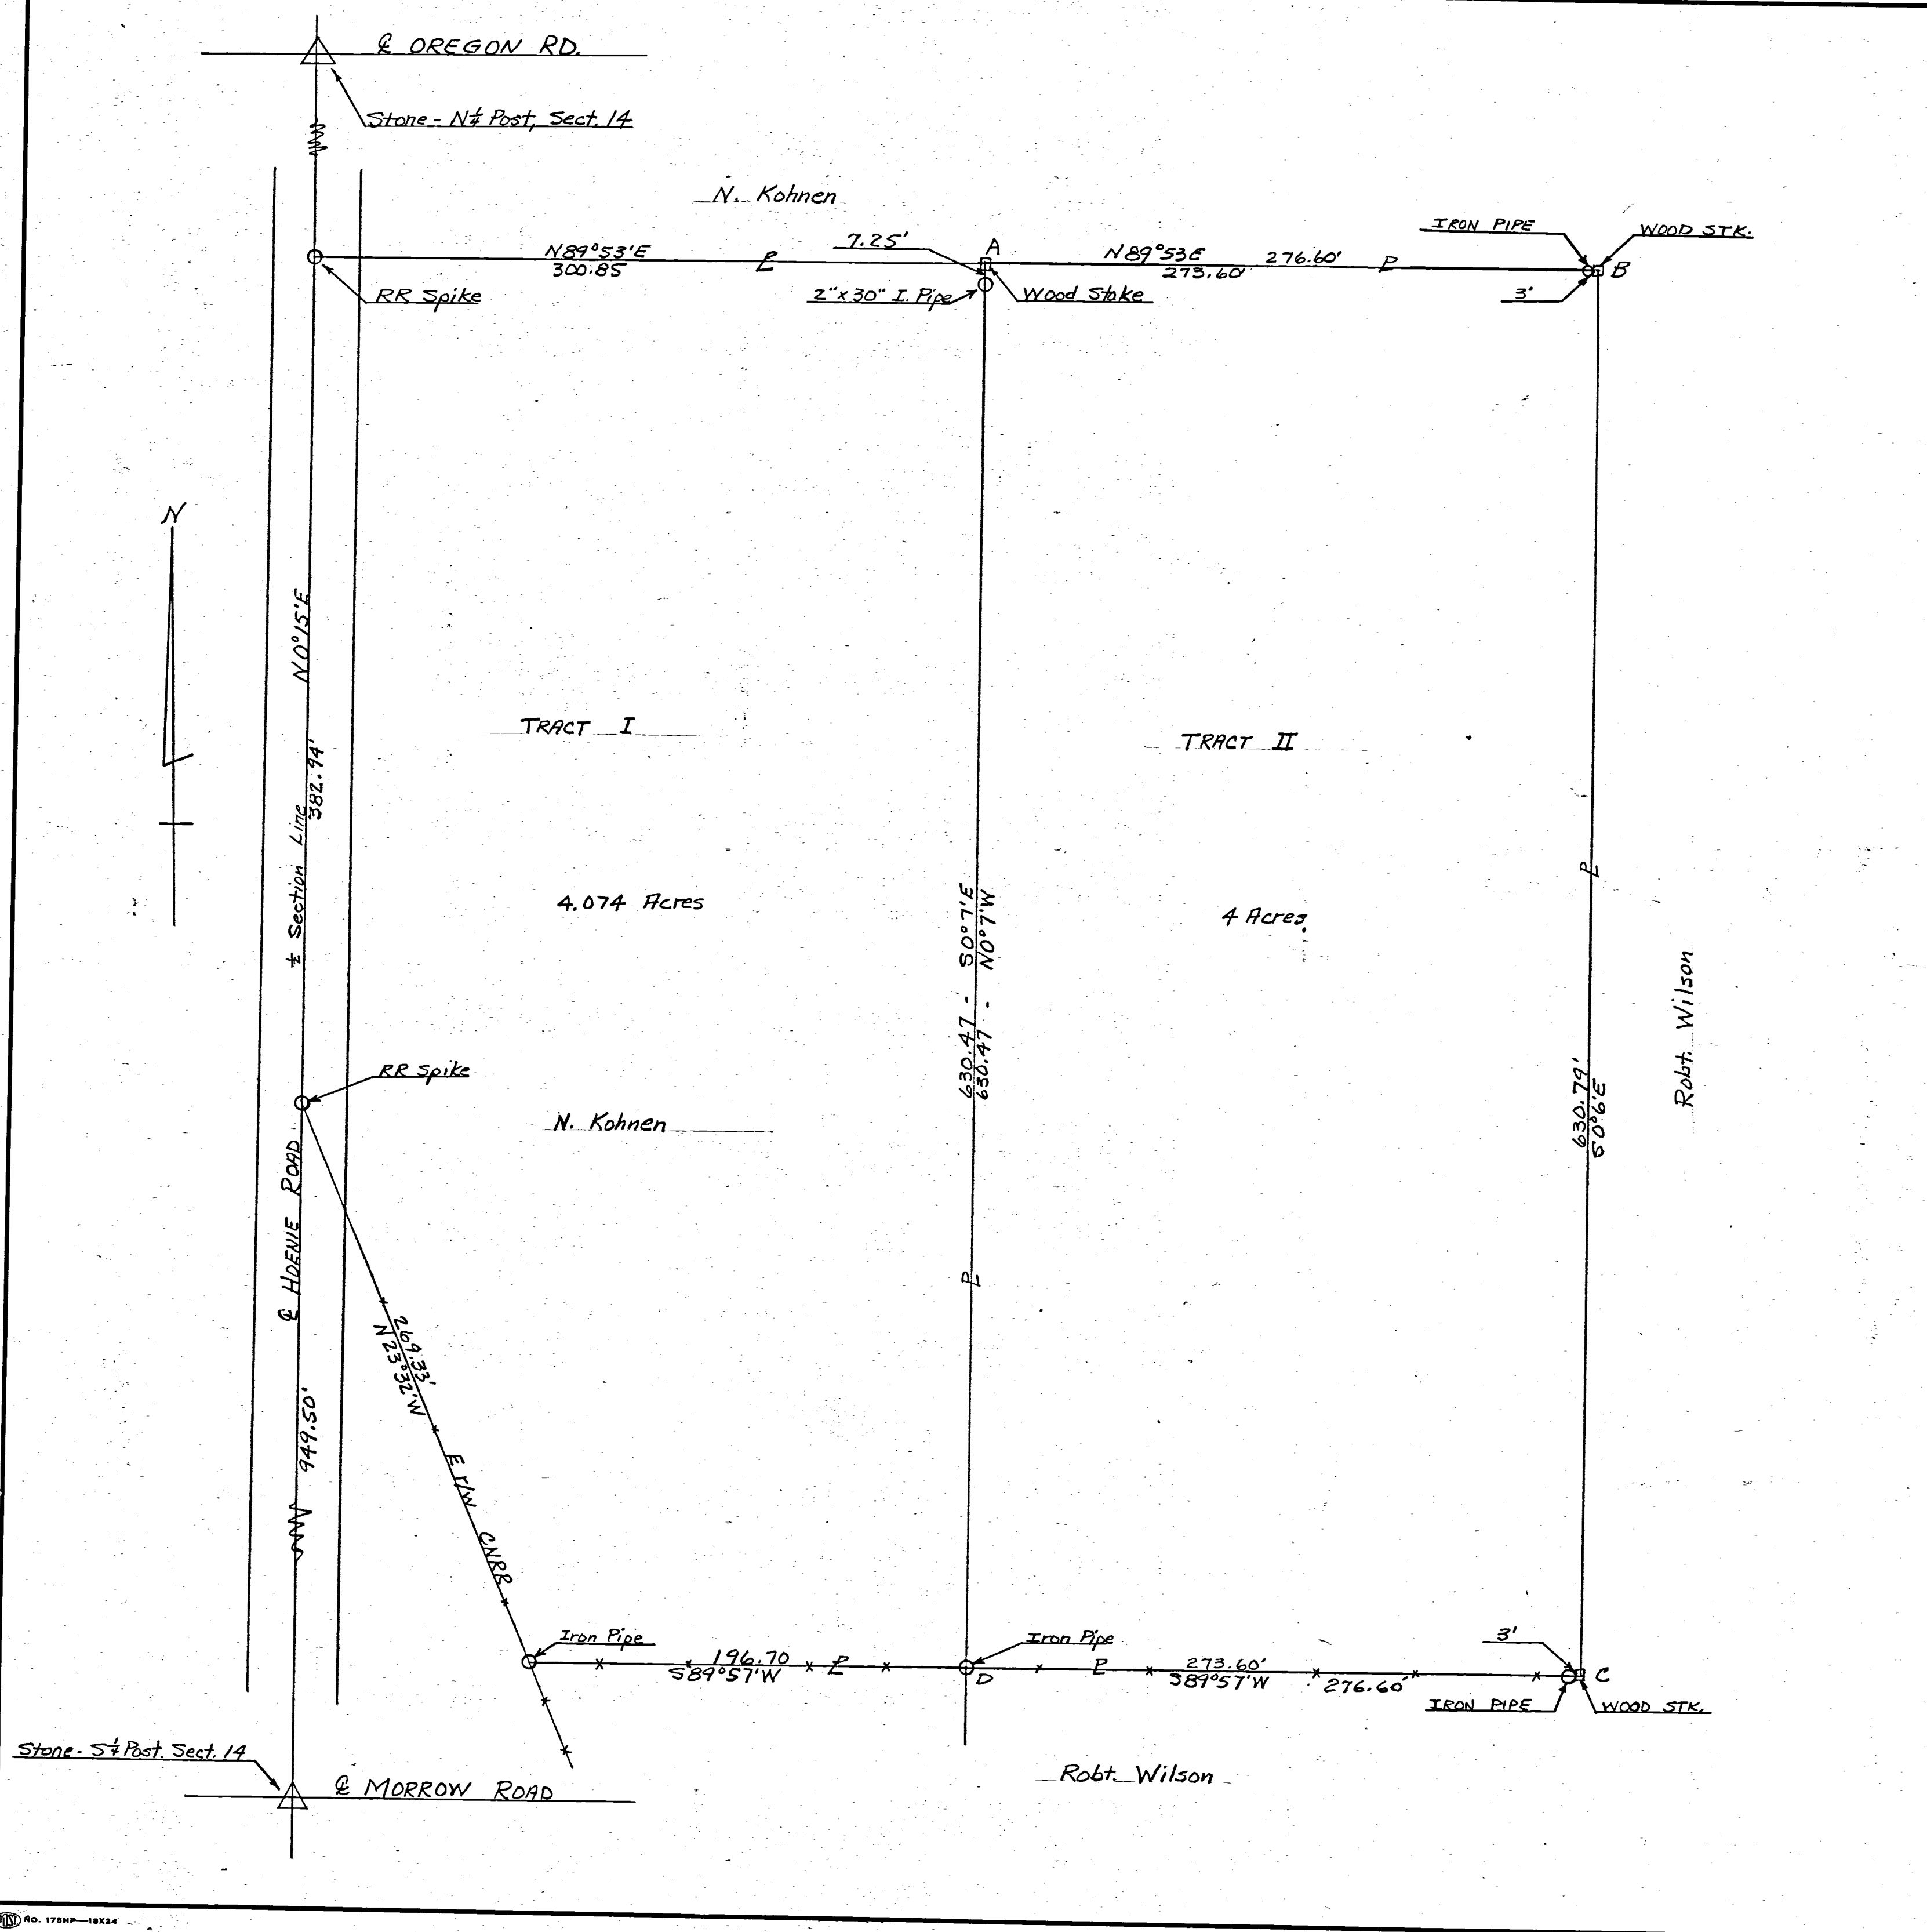 ℄ OREGON RD.
Stone - N¼ Post, Sect. 14
N. Kohnen
IRON PIPE
WOOD STK.
7.25'
A
N89°53'E
300.85
℄
N89°53E
276.60'
273.60'
℄
B
RR Spike
2"x30" I. Pipe
Wood Stake
3'
N
N0°15'E
382.94'
¼ Section Line
TRACT I
TRACT II
4.074 Acres
4 Acres
630.47 - S0°7'E
630.47 - N0°7'W
Robt. Wilson
630.79'
S0°6'E
RR Spike
N. Kohnen
℄ HOENIE ROAD
949.50'
269.33'
N23°32'W
E r/w CNRR
Iron Pipe
196.70
S89°57'W
Iron Pipe
D
273.60'
S89°57'W
276.60'
3'
C
IRON PIPE
WOOD STK.
Stone - S¼ Post. Sect. 14
℄ MORROW ROAD
Robt. Wilson
NO. 175HP—18X24